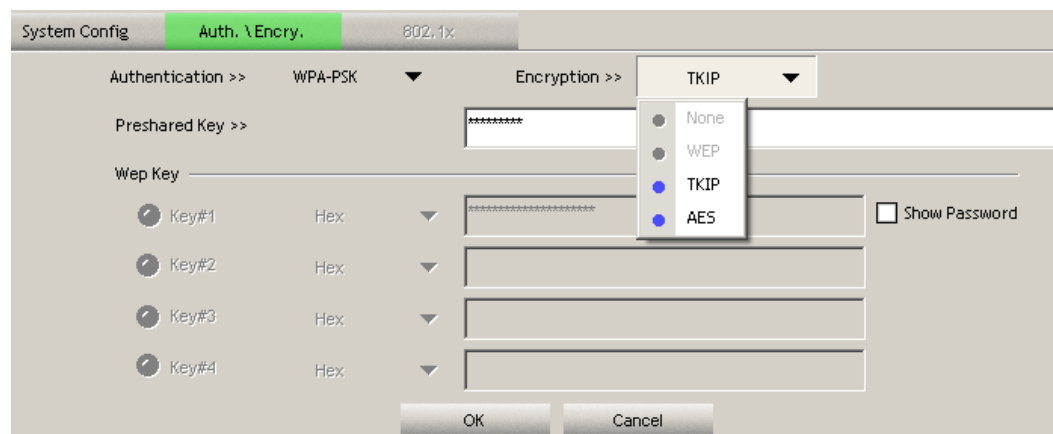 System Config Auth. \ Encry. 802.1x
Authentication >> WPA-PSK Encryption >> TKIP
Preshared Key >> *********
None
WEP
TKIP
AES
Wep Key
Key#1 Hex ********************** Show Password
Key#2 Hex
Key#3 Hex
Key#4 Hex
OK Cancel